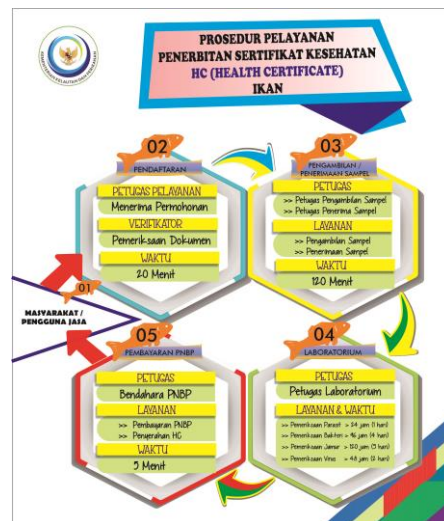 PROSEDUR PELAYANAN
PENERBITAN SERTIFIKAT KESEHATAN
HC (HEALTH CERTIFICATE)
IKAN
01
MASYARAKAT /
PENGGUNA JASA
02
PENDAFTARAN
PETUGAS PELAYANAN
Menerima Permohonan
VERIFIKATOR
Pemeriksaan Dokumen
WAKTU
20 Menit
03
PENGAMBILAN /
PENERIMAAN SAMPEL
PETUGAS
>> Petugas Pengambilan Sampel
>> Petugas Penerima Sampel
LAYANAN
>> Pengambilan Sampel
>> Penerimaan Sampel
WAKTU
120 Menit
04
LABORATORIUM
PETUGAS
Petugas Laboratorium
LAYANAN & WAKTU
>> Pemeriksaan Parasit > 24 jam (1 hari)
>> Pemeriksaan Bakteri > 96 jam (4 hari)
>> Pemeriksaan Jamur > 120 jam (5 hari)
>> Pemeriksaan Virus > 48 jam (2 hari)
05
PEMBAYARAN PNBP
PETUGAS
Bendahara PNBP
LAYANAN
>> Pembayaran PNBP
>> Penyerahan HC
WAKTU
5 Menit